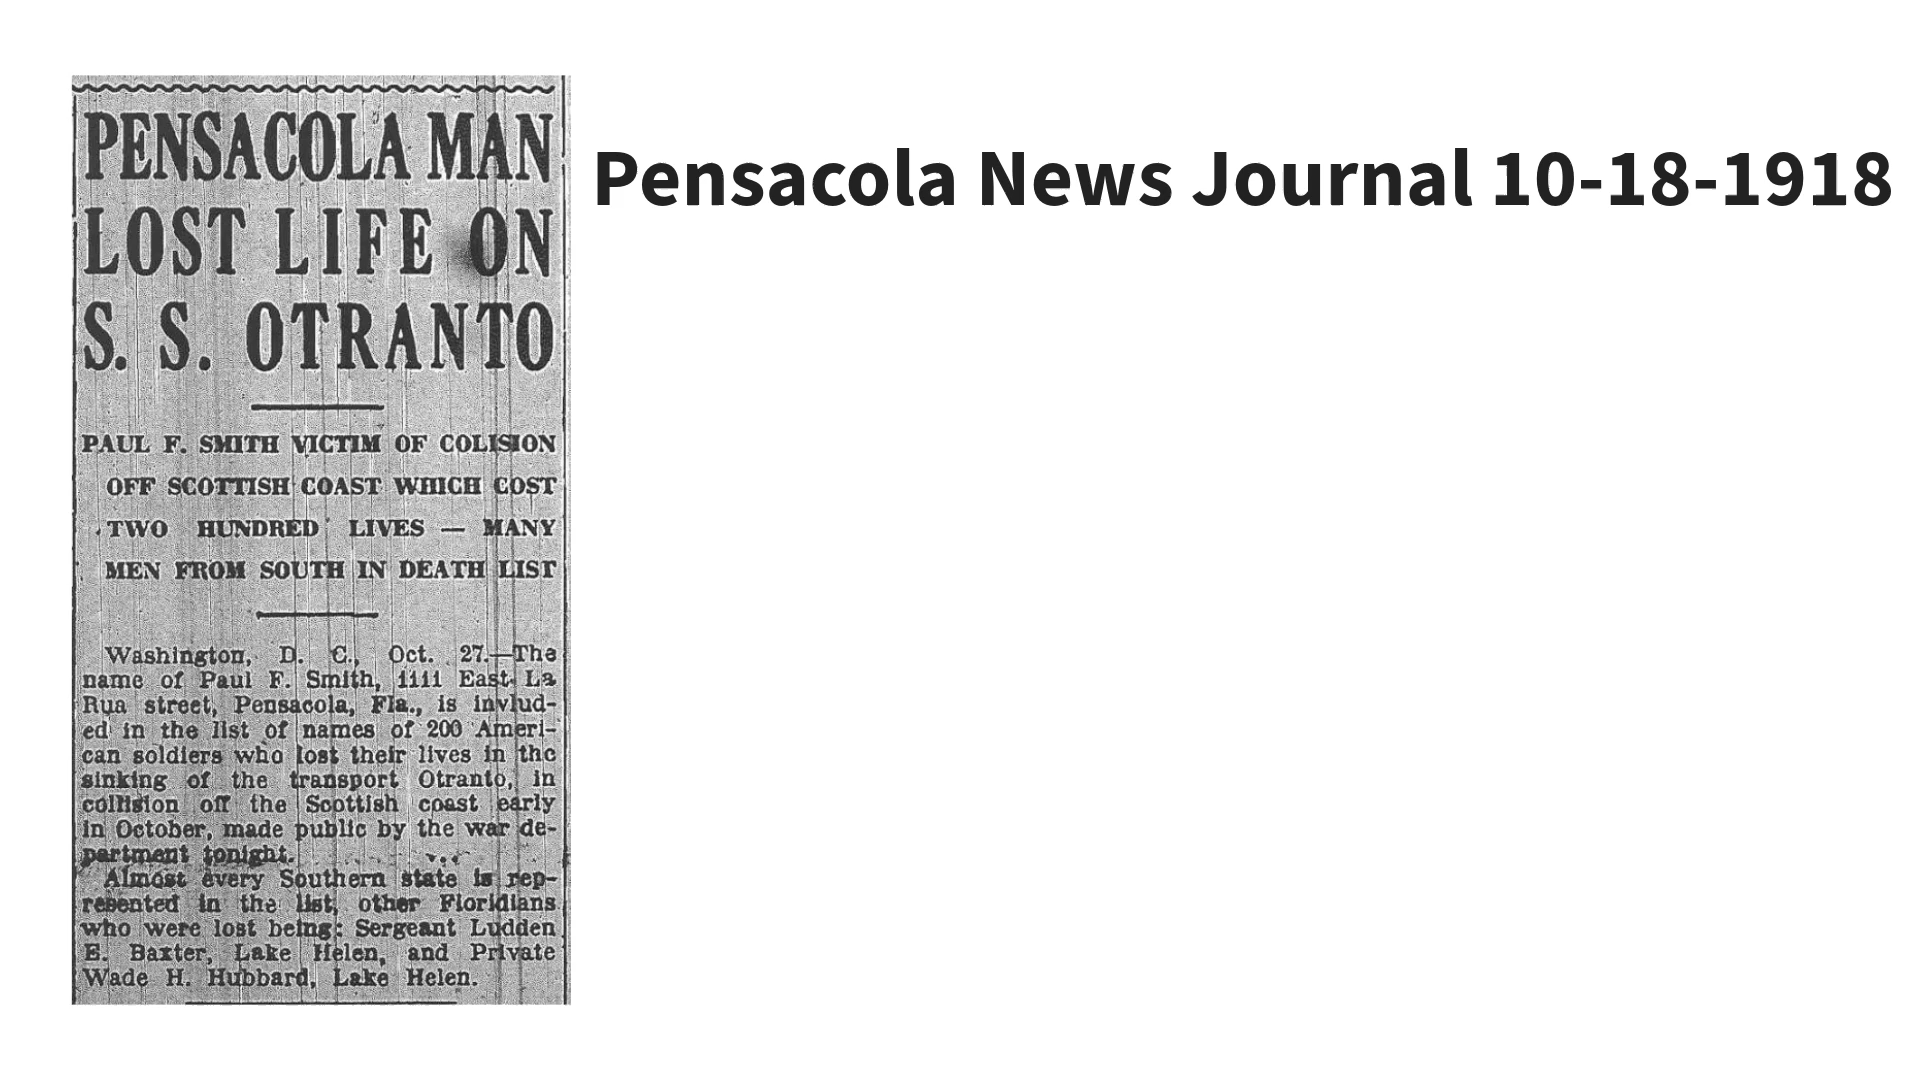 PENSACOLA MAN
LOST LIFE ON
S. S. OTRANTO
PAUL F. SMITH VICTIM OF COLISION
OFF SCOTTISH COAST WHICH COST
TWO HUNDRED LIVES — MANY
MEN FROM SOUTH IN DEATH LIST
Washington, D. C., Oct. 27.—The
name of Paul F. Smith, 1111 East La
Rua street, Pensacola, Fla., is invlud-
ed in the list of names of 200 Ameri-
can soldiers who lost their lives in the
sinking of the transport Otranto, in
collision off the Scottish coast early
in October, made public by the war de-
partment tonight.
Almost every Southern state is rep-
resented in the list, other Floridians
who were lost being: Sergeant Ludden
E. Baxter, Lake Helen, and Private
Wade H. Hubbard, Lake Helen.
Pensacola News Journal 10-18-1918